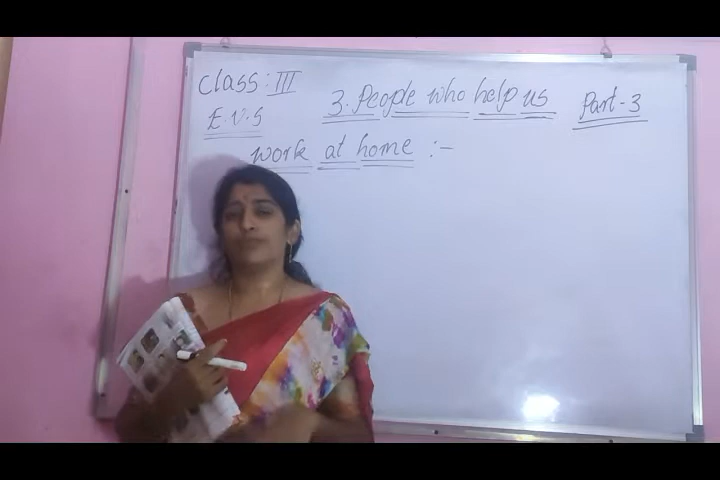 Class: III
3. People who help us Part-3
E.V.S
Work at home :-